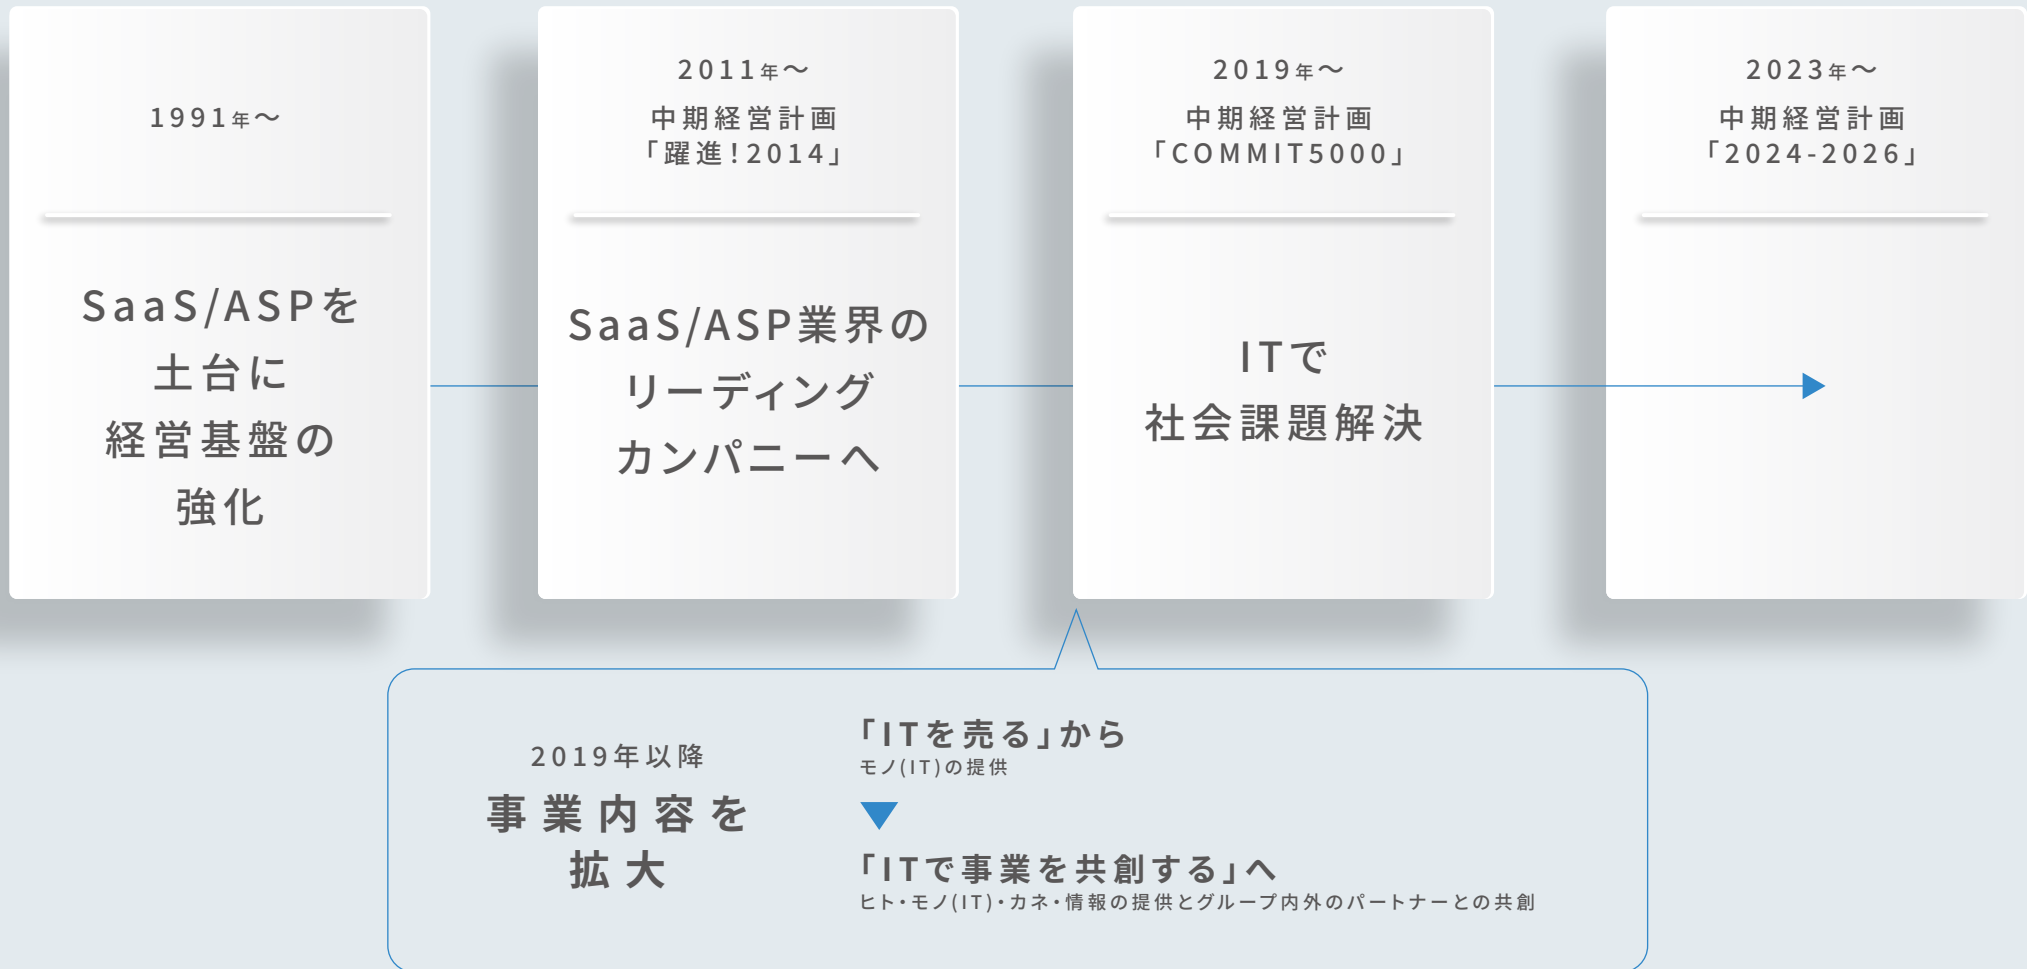 1991年〜
SaaS/ASPを
土台に
経営基盤の
強化
2011年〜
中期経営計画
「躍進!2014」
SaaS/ASP業界の
リーディング
カンパニーへ
2019年〜
中期経営計画
「COMMIT5000」
ITで
社会課題解決
2023年〜
中期経営計画
「2024-2026」
2019年以降
事業内容を
拡大
「ITを売る」から
モノ(IT)の提供
「ITで事業を共創する」へ
ヒト・モノ(IT)・カネ・情報の提供とグループ内外のパートナーとの共創